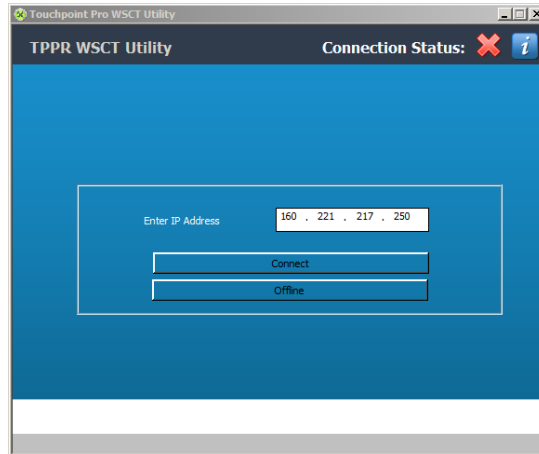 Touchpoint Pro WSCT Utility
TPPR WSCT Utility Connection Status: i
Enter IP Address 160 . 221 . 217 . 250
Connect
Offline